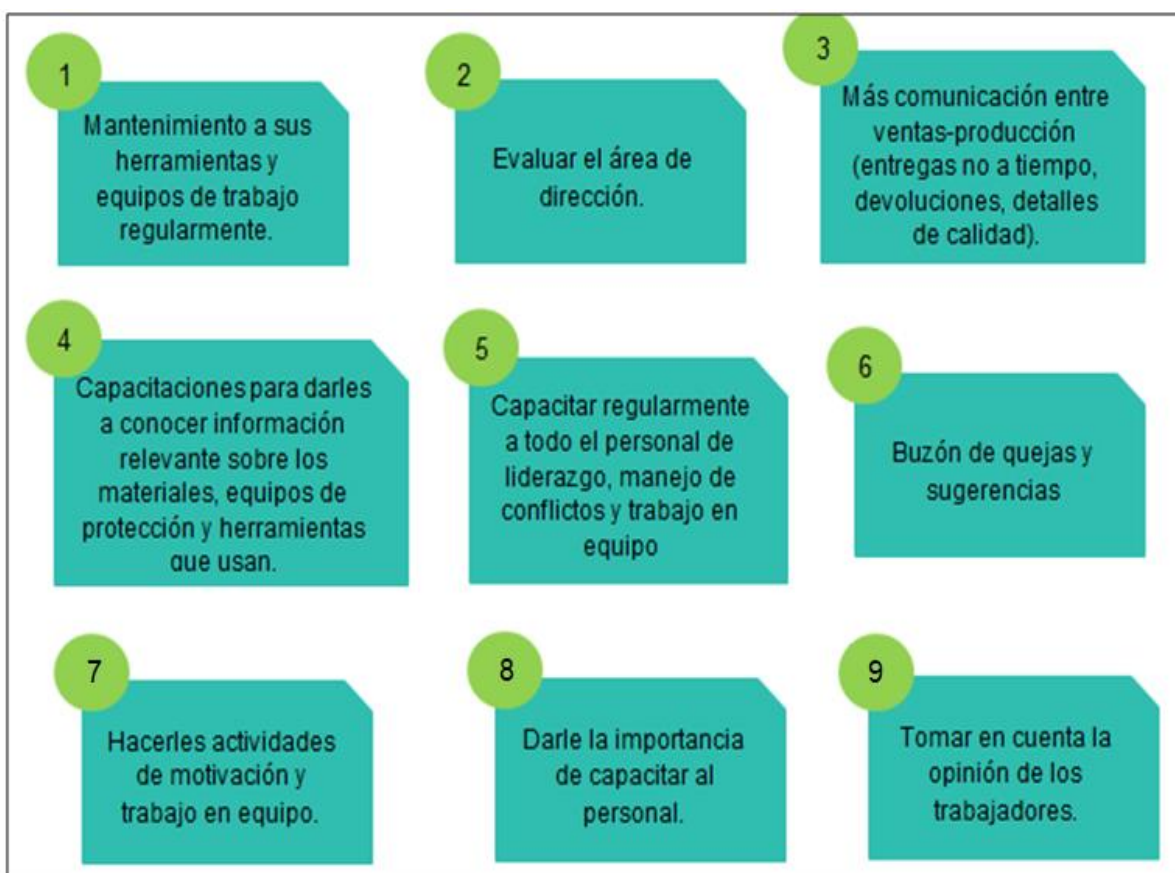 1
Mantenimiento a sus
herramientas y
equipos de trabajo
regularmente.
2
Evaluar el área de
dirección.
3
Más comunicación entre
ventas-producción
(entregas no a tiempo,
devoluciones, detalles
de calidad).
4
Capacitaciones para darles
a conocer información
relevante sobre los
materiales, equipos de
protección y herramientas
que usan.
5
Capacitar regularmente
a todo el personal de
liderazgo, manejo de
conflictos y trabajo en
equipo
6
Buzón de quejas y
sugerencias
7
Hacerles actividades
de motivación y
trabajo en equipo.
8
Darle la importancia
de capacitar al
personal.
9
Tomar en cuenta la
opinión de los
trabajadores.